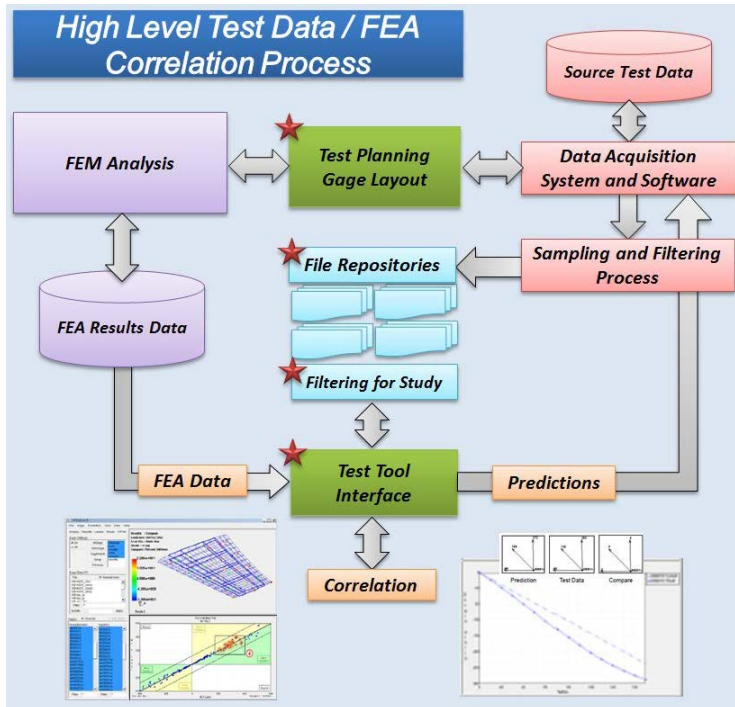 High Level Test Data / FEA
Correlation Process
Source Test Data
FEM Analysis
Test Planning
Gage Layout
Data Acquisition
System and Software
File Repositories
Sampling and Filtering
Process
FEA Results Data
Filtering for Study
FEA Data
Test Tool
Interface
Predictions
Correlation
Prediction
Test Data
Compare